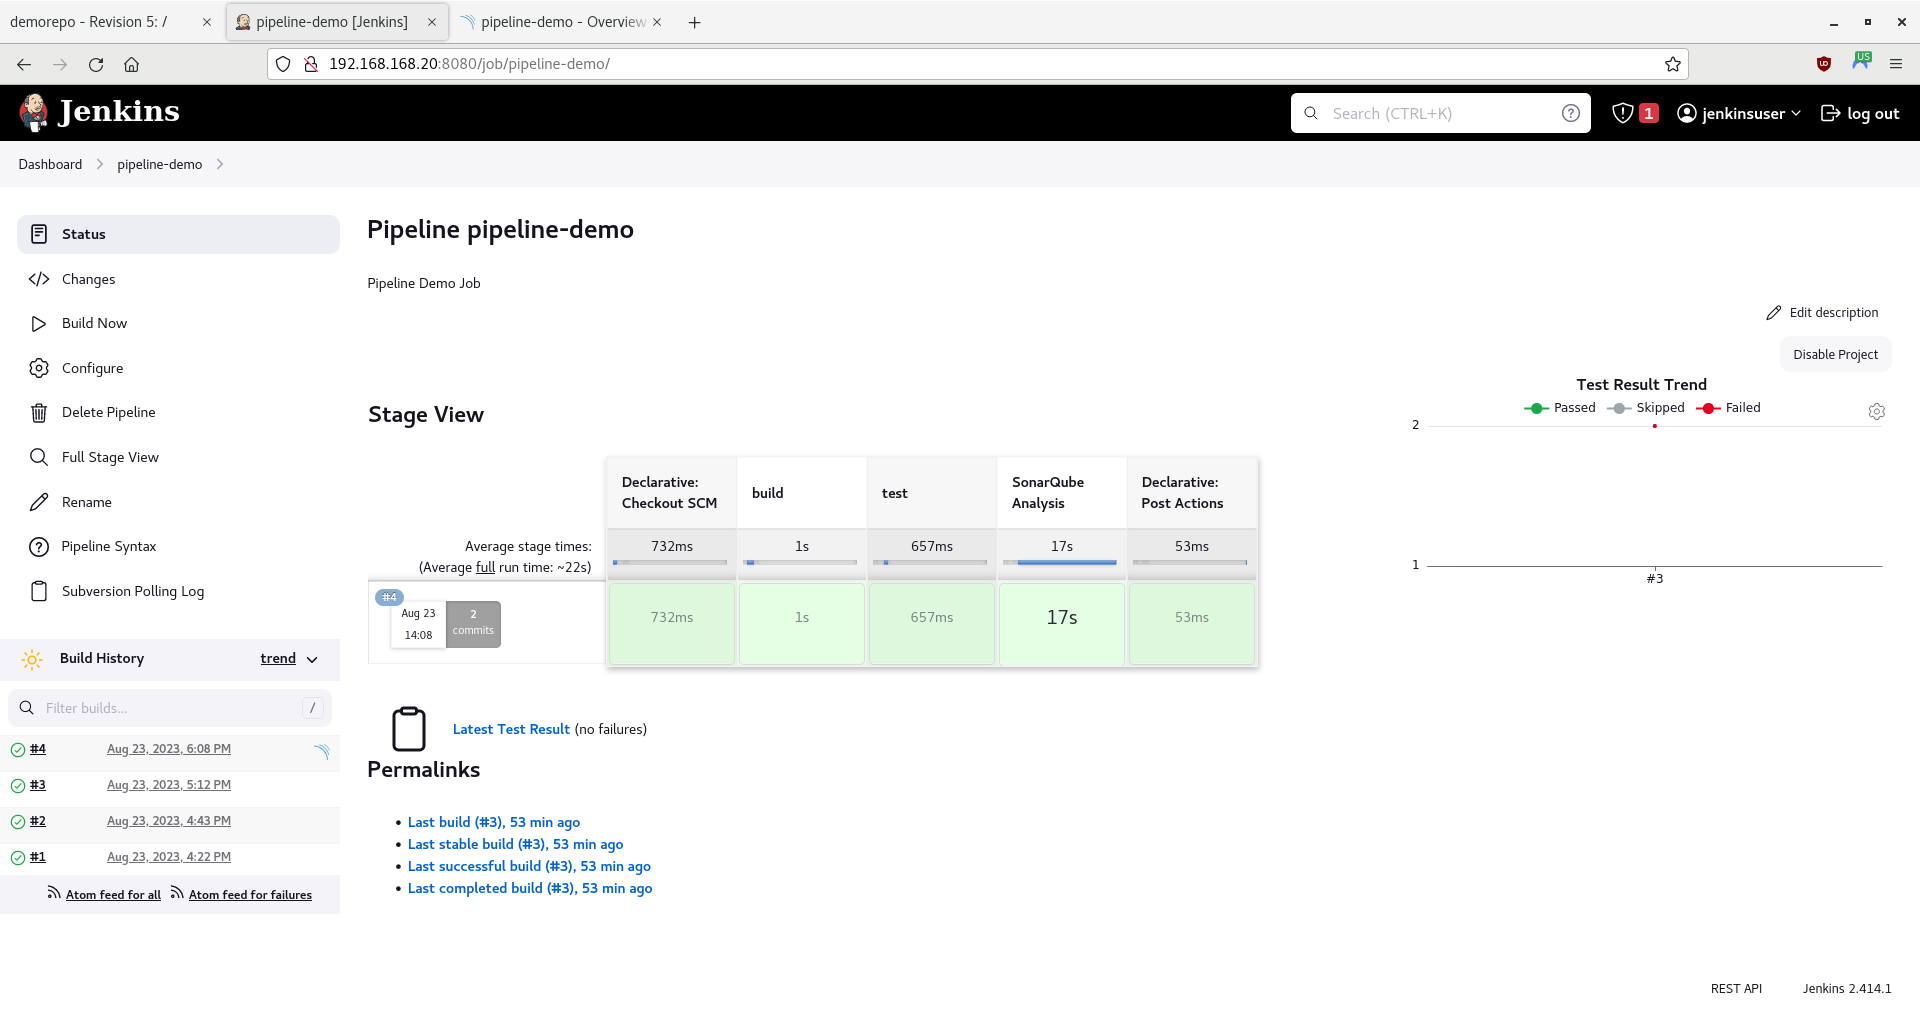 demorepo - Revision 5: /
pipeline-demo [Jenkins]
pipeline-demo - Overview
192.168.168.20:8080/job/pipeline-demo/
US
Jenkins
Search (CTRL+K)
1
jenkinsuser
log out
Dashboard
pipeline-demo
Status
Changes
Build Now
Configure
Delete Pipeline
Full Stage View
Rename
Pipeline Syntax
Subversion Polling Log
Build History
trend
Filter builds...
/
#4 Aug 23, 2023, 6:08 PM
#3 Aug 23, 2023, 5:12 PM
#2 Aug 23, 2023, 4:43 PM
#1 Aug 23, 2023, 4:22 PM
Atom feed for all
Atom feed for failures
Pipeline pipeline-demo
Pipeline Demo Job
Edit description
Disable Project
Stage View
Declarative: Checkout SCM
build
test
SonarQube Analysis
Declarative: Post Actions
Average stage times:
(Average full run time: ~22s)
732ms
1s
657ms
17s
53ms
#4
Aug 23
14:08
2
commits
732ms
1s
657ms
17s
53ms
Test Result Trend
Passed
Skipped
Failed
2
1
#3
Latest Test Result (no failures)
Permalinks
Last build (#3), 53 min ago
Last stable build (#3), 53 min ago
Last successful build (#3), 53 min ago
Last completed build (#3), 53 min ago
REST API
Jenkins 2.414.1